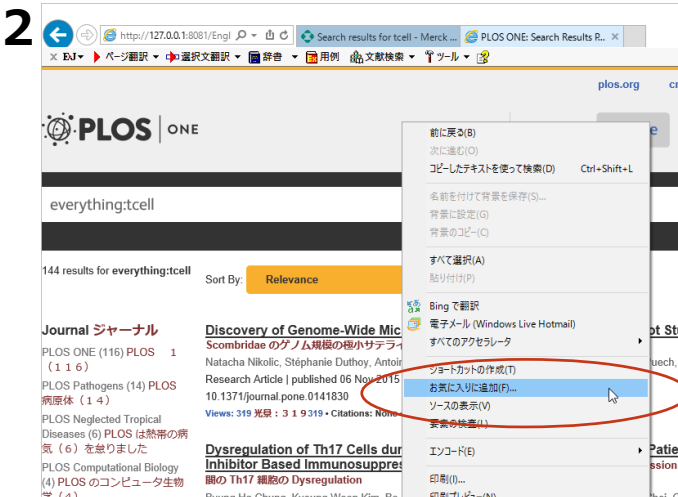 2
http://127.0.0.1:8081/Engl
Search results for tcell - Merck ...
PLOS ONE: Search Results P...
× EJ▼ ページ翻訳 ▼ 選択文翻訳 ▼ 辞書 ▼ 用例 文献検索 ▼ ツール ▼
plos.org
PLOS ONE
everything:tcell
144 results for everything:tcell
Sort By: Relevance
Journal ジャーナル
PLOS ONE (116) PLOS 1
(116)
PLOS Pathogens (14) PLOS
病原体(14)
PLOS Neglected Tropical
Diseases (6) PLOS は熱帯の病
気(6)を怠りました
PLOS Computational Biology
(4) PLOS のコンピュータ生物
学(4)
Discovery of Genome-Wide Mic
Scombridae のゲノム規模の極小サテライ
Natacha Nikolic, Stéphanie Duthoy, Antoin
Research Article | published 06 Nov 2015
10.1371/journal.pone.0141830
Views: 319 光景:319319 • Citations: None
Dysregulation of Th17 Cells dur
Inhibitor Based Immunosuppres
間の Th17 細胞の Dysregulation
前に戻る(B)
次に進む(O)
コピーしたテキストを使って検索(D) Ctrl+Shift+L
名前を付けて背景を保存(S)...
背景に設定(G)
背景のコピー(C)
すべて選択(A)
貼り付け(P)
Bing で翻訳
電子メール (Windows Live Hotmail)
すべてのアクセラレータ
ショートカットの作成(T)
お気に入りに追加(F)...
ソースの表示(V)
要素の検査(L)
エンコード(E)
印刷(I)...
印刷プレビュー(N)...